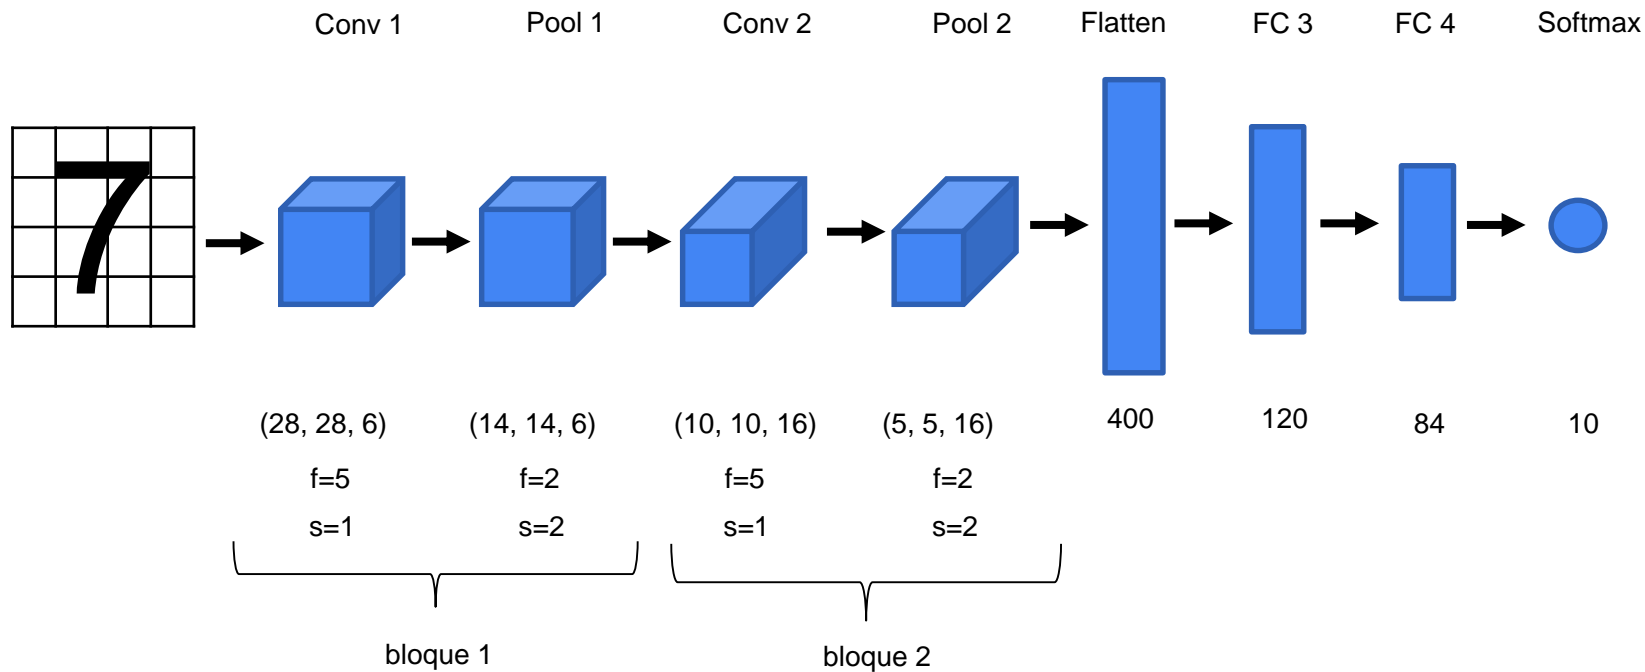 Conv 1 Pool 1 Conv 2 Pool 2 Flatten FC 3 FC 4 Softmax
7
(28, 28, 6) (14, 14, 6) (10, 10, 16) (5, 5, 16) 400 120 84 10
f=5 f=2 f=5 f=2
s=1 s=2 s=1 s=2
bloque 1 bloque 2